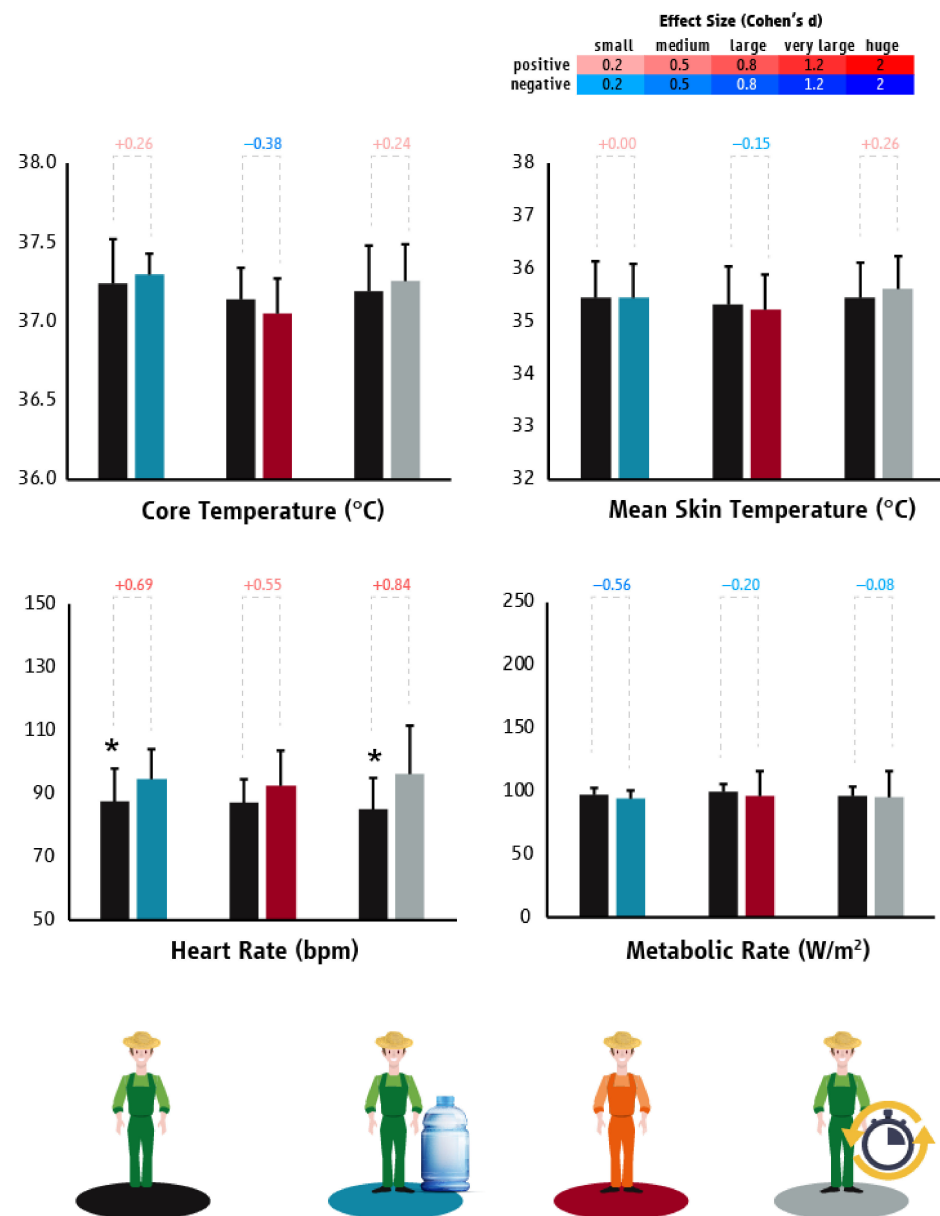 Effect Size (Cohen's d)
small medium large very large huge
positive 0.2 0.5 0.8 1.2 2
negative 0.2 0.5 0.8 1.2 2
+0.26 −0.38 +0.24
38.0
37.5
37.0
36.5
36.0
Core Temperature (°C)
+0.00 −0.15 +0.26
38
37
36
35
34
33
32
Mean Skin Temperature (°C)
+0.69 +0.55 +0.84
150
130
110
90
70
50
* *
Heart Rate (bpm)
−0.56 −0.20 −0.08
250
200
150
100
50
0
Metabolic Rate (W/m²)